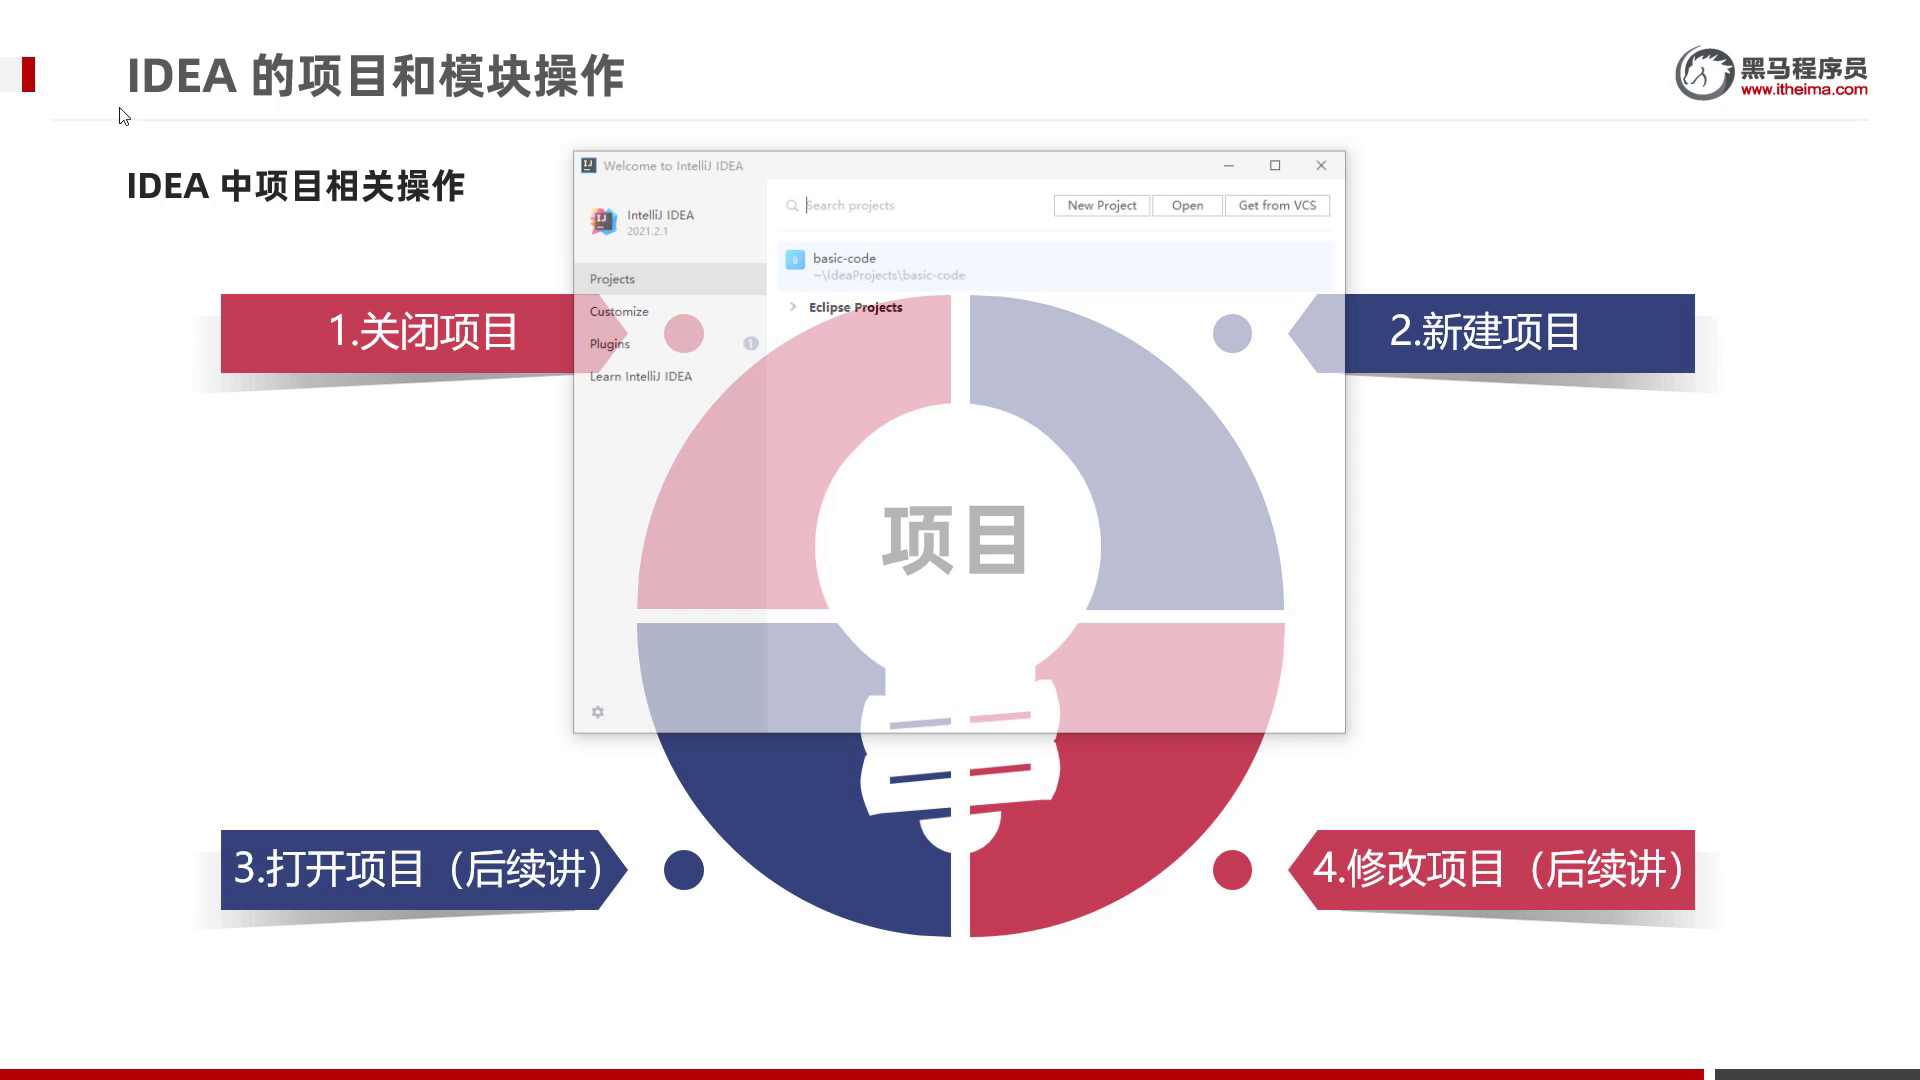 IDEA 的项目和模块操作
黑马程序员
www.itheima.com
IDEA 中项目相关操作
Welcome to IntelliJ IDEA
IntelliJ IDEA
2021.2.1
Search projects
New Project
Open
Get from VCS
Projects
Customize
Plugins
1
Learn IntelliJ IDEA
basic-code
~\IdeaProjects\basic-code
Eclipse Projects
1.关闭项目
2.新建项目
项目
3.打开项目（后续讲）
4.修改项目（后续讲）